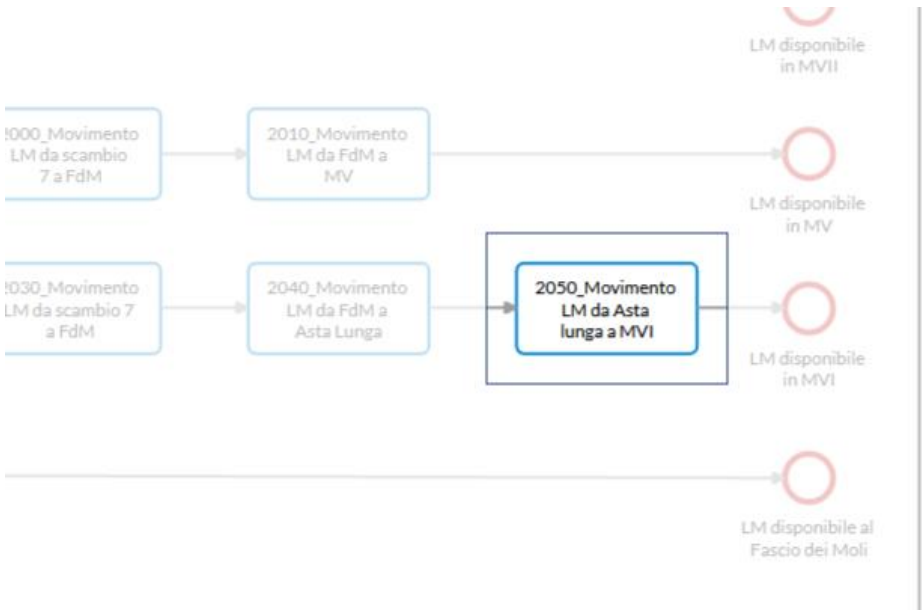 LM disponibile
in MVII
2000_Movimento
LM da scambio
7 a FdM
2010_Movimento
LM da FdM a
MV
LM disponibile
in MV
2030_Movimento
LM da scambio 7
a FdM
2040_Movimento
LM da FdM a
Asta Lunga
2050_Movimento
LM da Asta
lunga a MVI
LM disponibile
in MVI
LM disponibile al
Fascio dei Moli